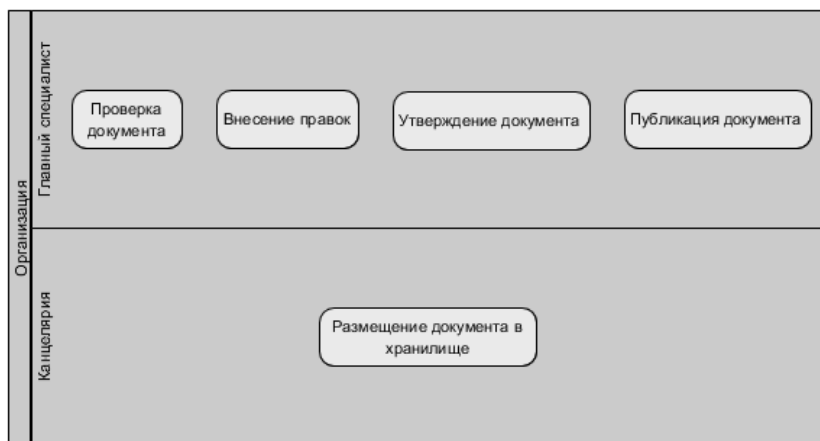 Организация
Главный специалист
Проверка
документа
Внесение правок
Утверждение документа
Публикация документа
Канцелярия
Размещение документа в
хранилище